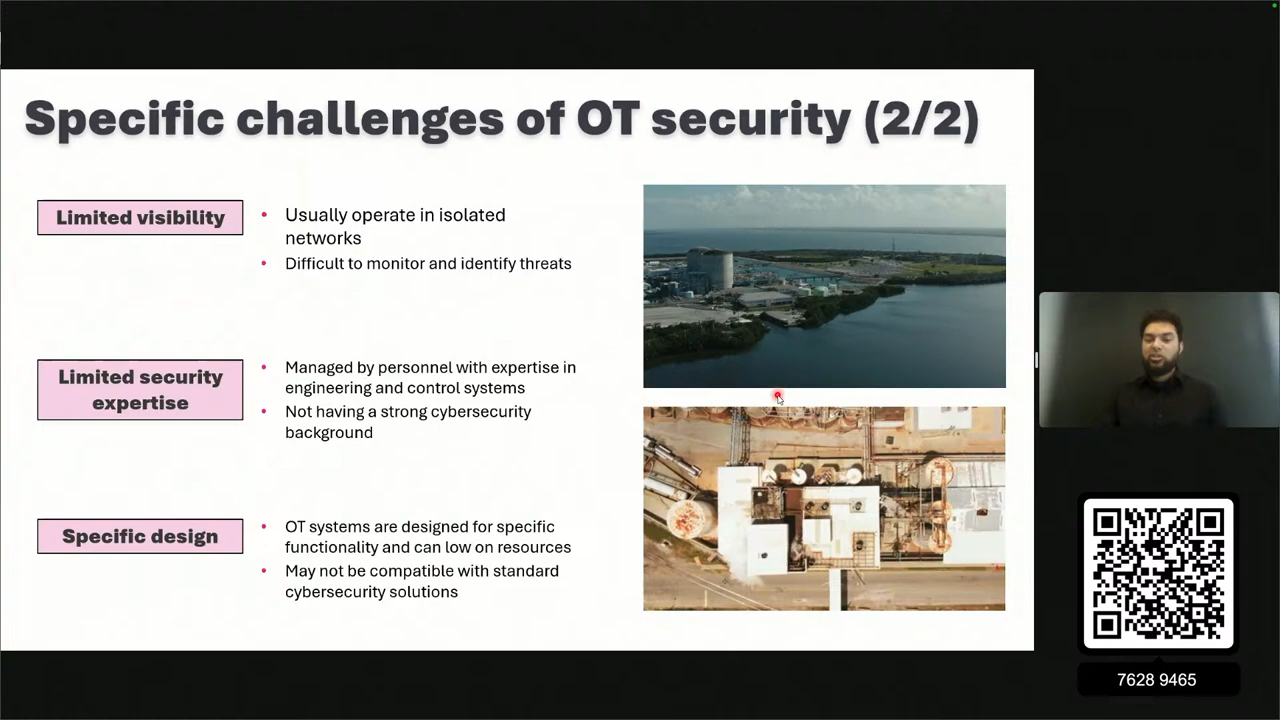 Specific challenges of OT security (2/2)
Limited visibility
• Usually operate in isolated
networks
• Difficult to monitor and identify threats
Limited security
expertise
• Managed by personnel with expertise in
engineering and control systems
• Not having a strong cybersecurity
background
Specific design
• OT systems are designed for specific
functionality and can low on resources
• May not be compatible with standard
cybersecurity solutions
7628 9465